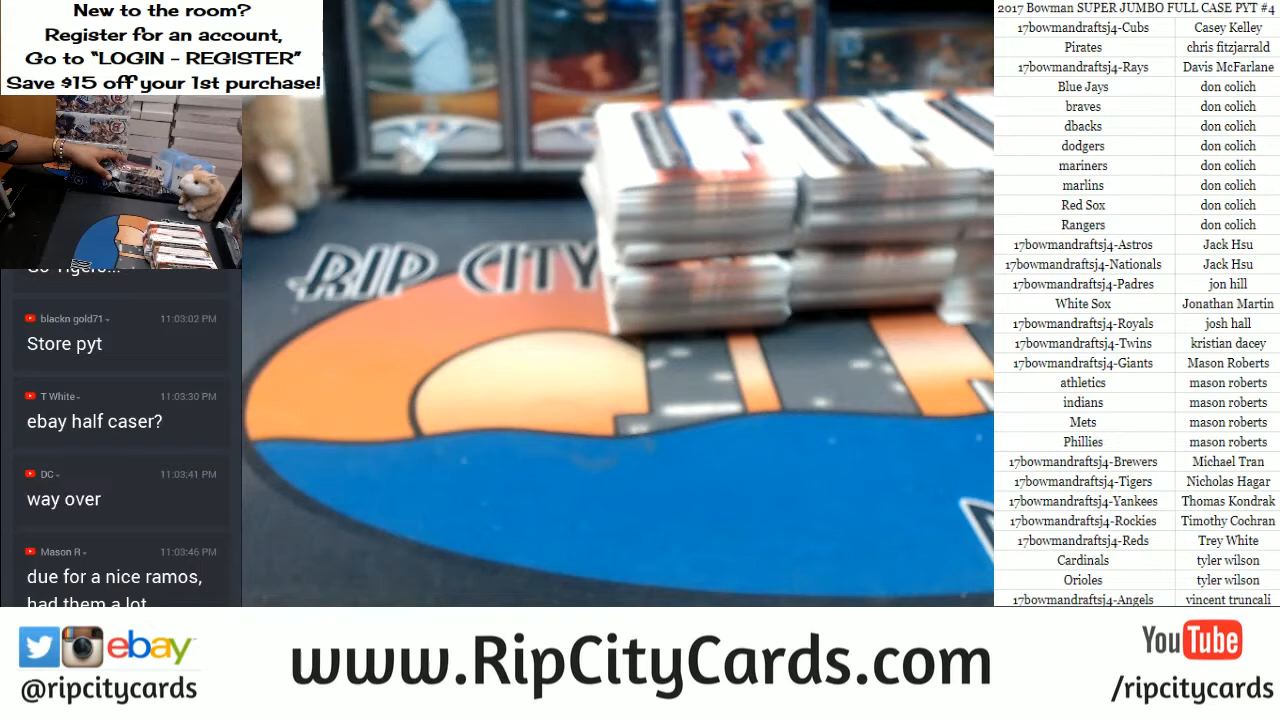 New to the room?
Register for an account,
Go to “LOGIN - REGISTER”
Save $15 off your 1st purchase!
Go Tigers...
blackn gold71
11:03:02 PM
Store pyt
T White
11:03:30 PM
ebay half caser?
DC
11:03:41 PM
way over
Mason R
11:03:46 PM
due for a nice ramos,
had them a lot
RIP CITY
2017 Bowman SUPER JUMBO FULL CASE PYT #4
17bowmandraftsj4-Cubs Casey Kelley
Pirates chris fitzjarrald
17bowmandraftsj4-Rays Davis McFarlane
Blue Jays don colich
braves don colich
dbacks don colich
dodgers don colich
mariners don colich
marlins don colich
Red Sox don colich
Rangers don colich
17bowmandraftsj4-Astros Jack Hsu
17bowmandraftsj4-Nationals Jack Hsu
17bowmandraftsj4-Padres jon hill
White Sox Jonathan Martin
17bowmandraftsj4-Royals josh hall
17bowmandraftsj4-Twins kristian dacey
17bowmandraftsj4-Giants Mason Roberts
athletics mason roberts
indians mason roberts
Mets mason roberts
Phillies mason roberts
17bowmandraftsj4-Brewers Michael Tran
17bowmandraftsj4-Tigers Nicholas Hagar
17bowmandraftsj4-Yankees Thomas Kondrak
17bowmandraftsj4-Rockies Timothy Cochran
17bowmandraftsj4-Reds Trey White
Cardinals tyler wilson
Orioles tyler wilson
17bowmandraftsj4-Angels vincent truncali
ebay
@ripcitycards
www.RipCityCards.com
YouTube
/ripcitycards